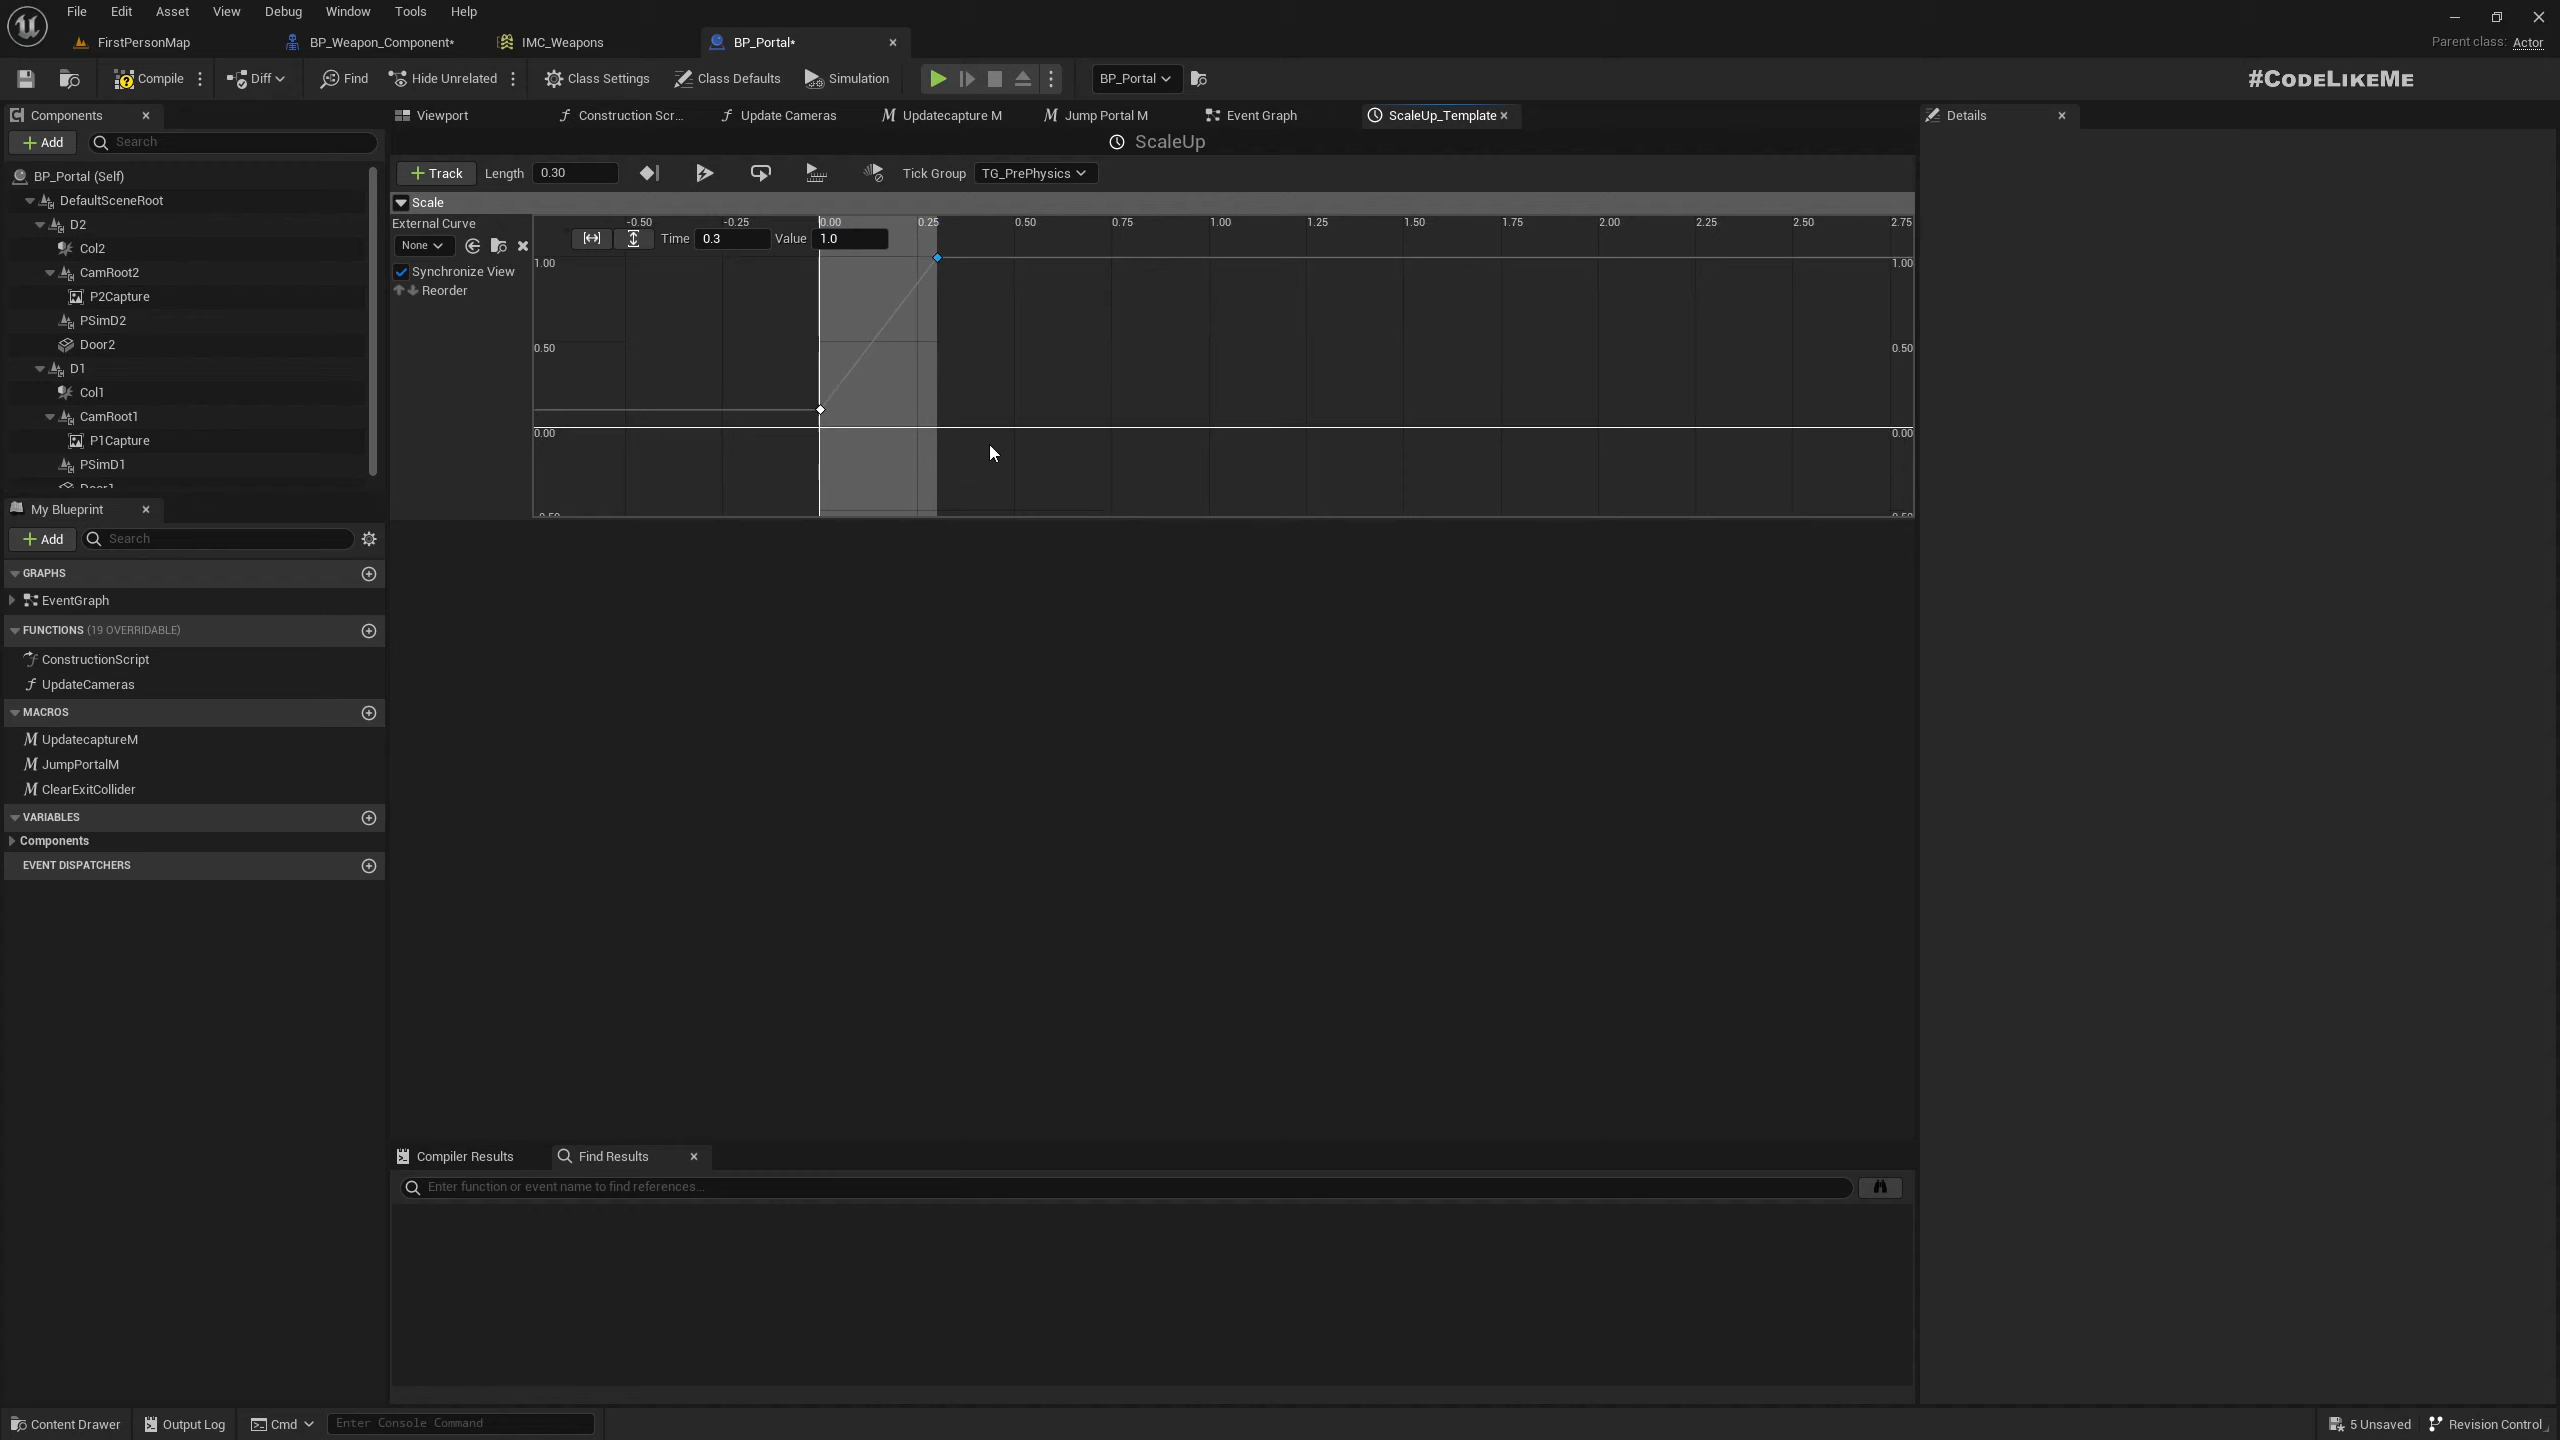 File Edit Asset View Debug Window Tools Help
FirstPersonMap BP_Weapon_Component* IMC_Weapons BP_Portal*
Parent class: Actor
Compile Diff Find Hide Unrelated Class Settings Class Defaults Simulation BP_Portal
#CodeLikeMe
Components
Add Search
BP_Portal (Self)
DefaultSceneRoot
D2
Col2
CamRoot2
P2Capture
PSimD2
Door2
D1
Col1
CamRoot1
P1Capture
PSimD1
Door1
My Blueprint
Add Search
GRAPHS
EventGraph
FUNCTIONS (19 OVERRIDABLE)
ConstructionScript
UpdateCameras
MACROS
UpdatecaptureM
JumpPortalM
ClearExitCollider
VARIABLES
Components
EVENT DISPATCHERS
Viewport Construction Scr... Update Cameras Updatecapture M Jump Portal M Event Graph ScaleUp_Template
ScaleUp
Track Length 0.30 Tick Group TG_PrePhysics
Scale
External Curve
None
Synchronize View
Reorder
-0.50 -0.25 0.00 0.25 0.50 0.75 1.00 1.25 1.50 1.75 2.00 2.25 2.50 2.75
Time 0.3 Value 1.0
1.00 1.00
0.50 0.50
0.00 0.00
Compiler Results Find Results
Enter function or event name to find references...
Details
Content Drawer Output Log Cmd Enter Console Command
5 Unsaved Revision Control